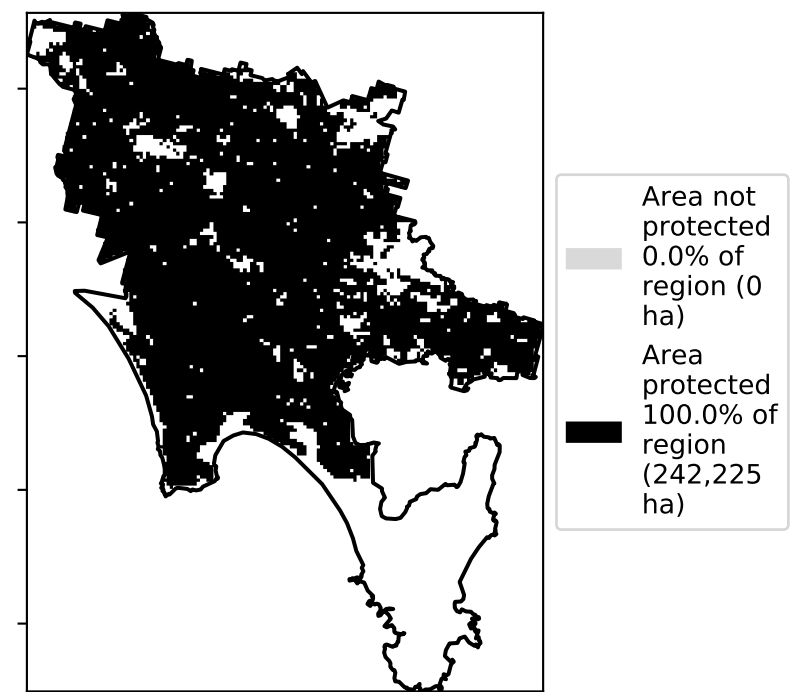 Area not
protected
0.0% of
region (0
ha)
Area
protected
100.0% of
region
(242,225
ha)